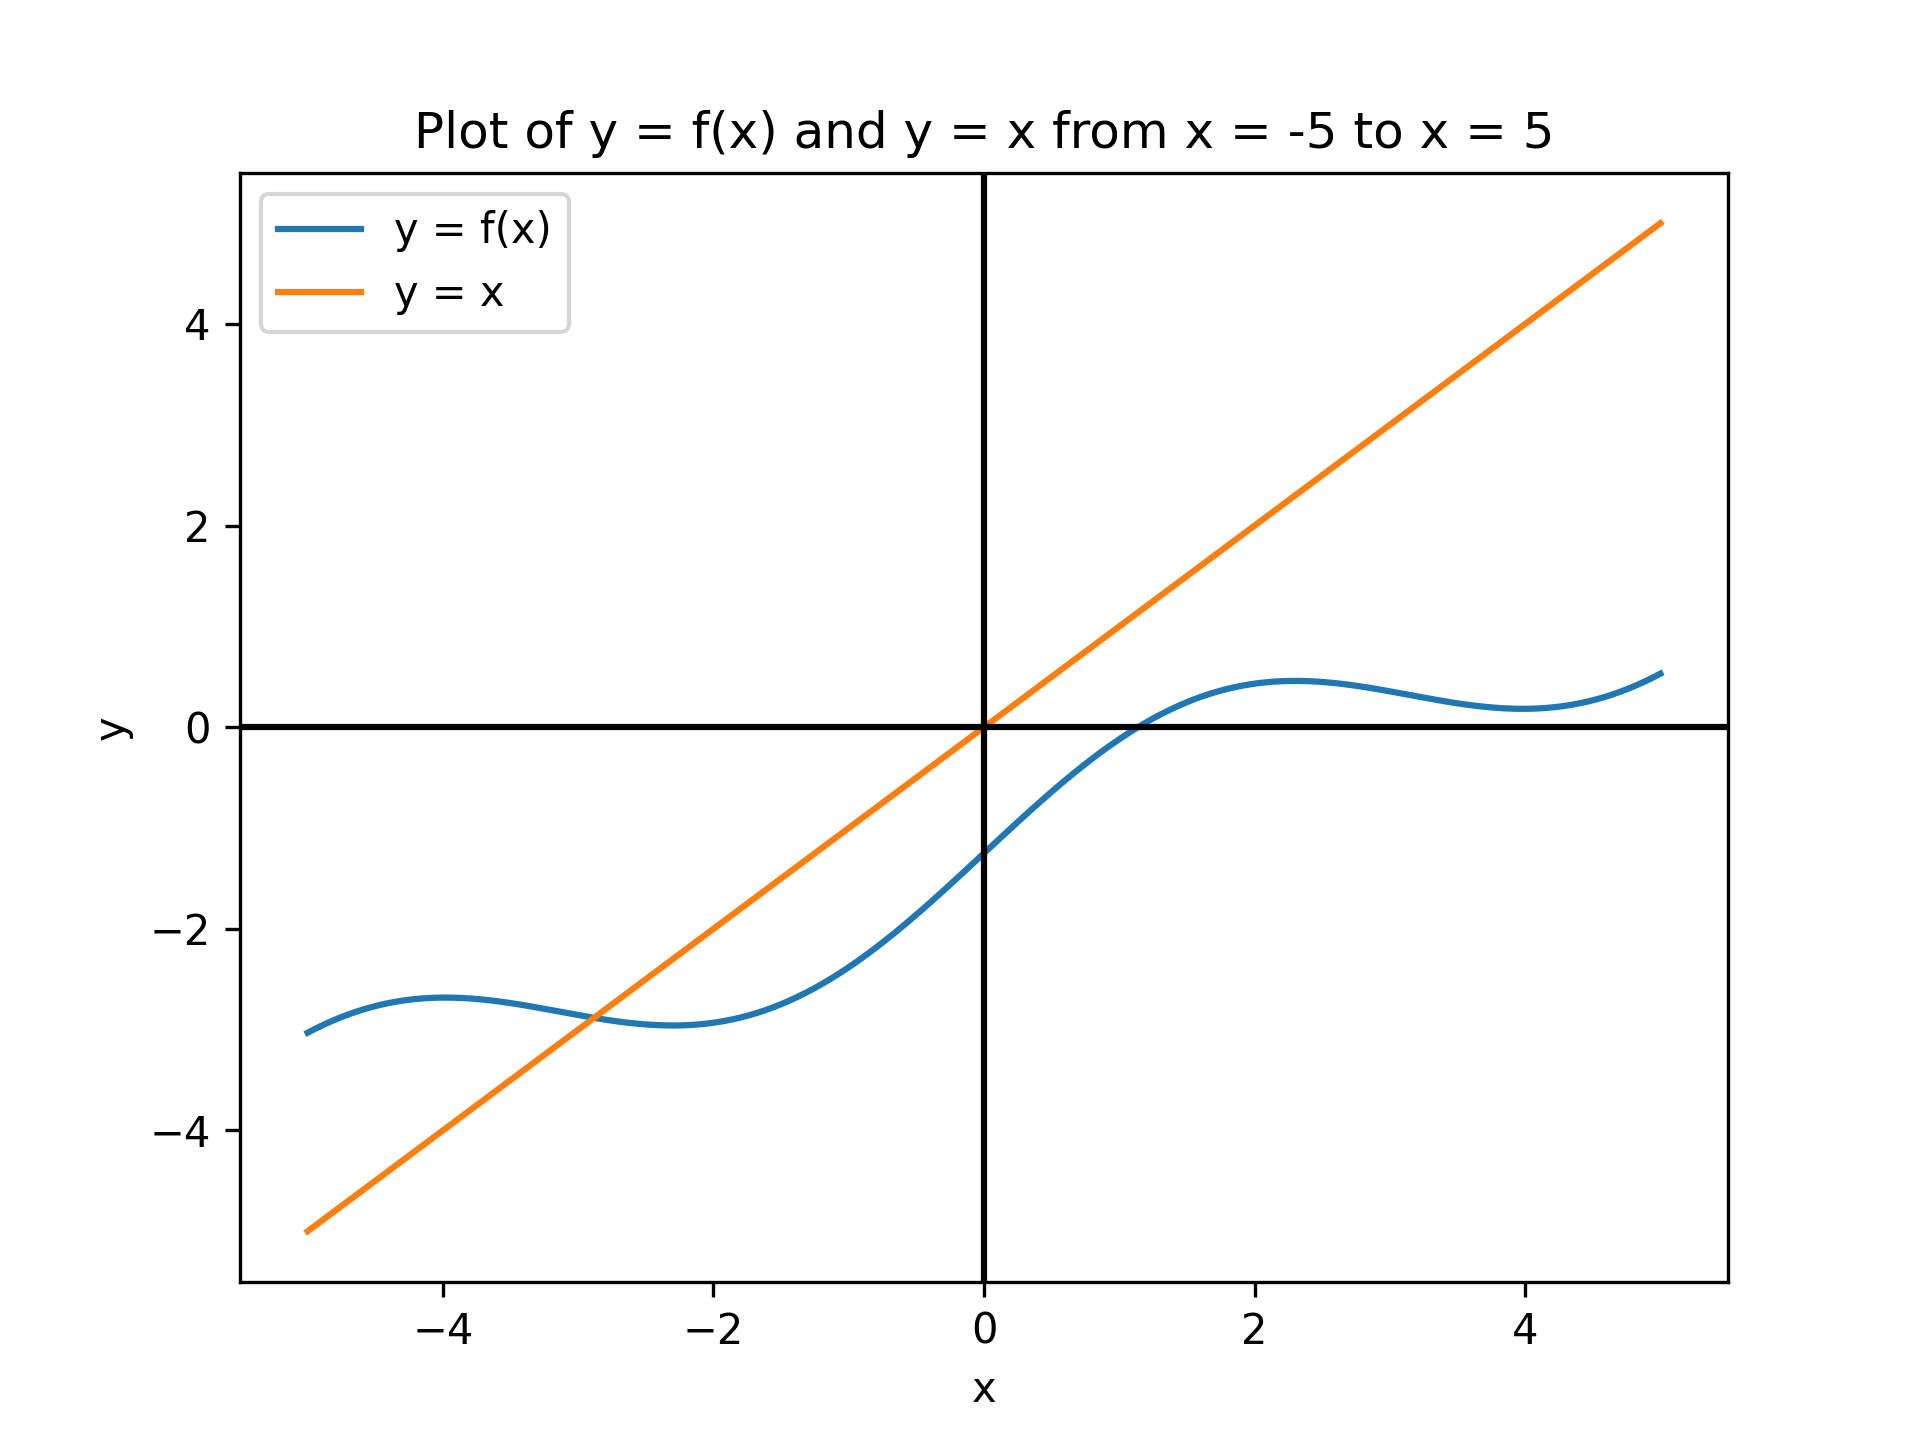 Plot of y = f(x) and y = x from x = -5 to x = 5
y = f(x)
y = x
4
2
0
−2
−4
y
−4 −2 0 2 4
x